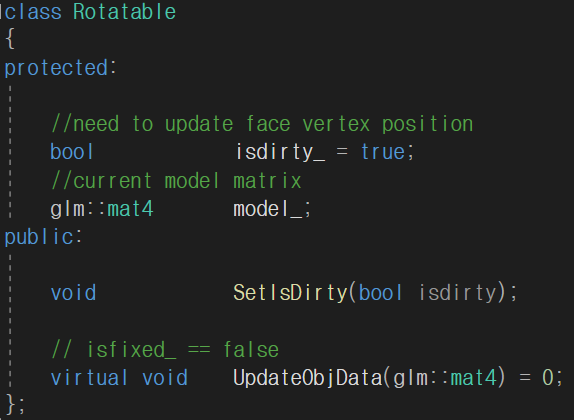 class Rotatable
{
protected:
//need to update face vertex position
bool isdirty_ = true;
//current model matrix
glm::mat4 model_;
public:
void SetIsDirty(bool isdirty);
// isfixed_ == false
virtual void UpdateObjData(glm::mat4) = 0;
};